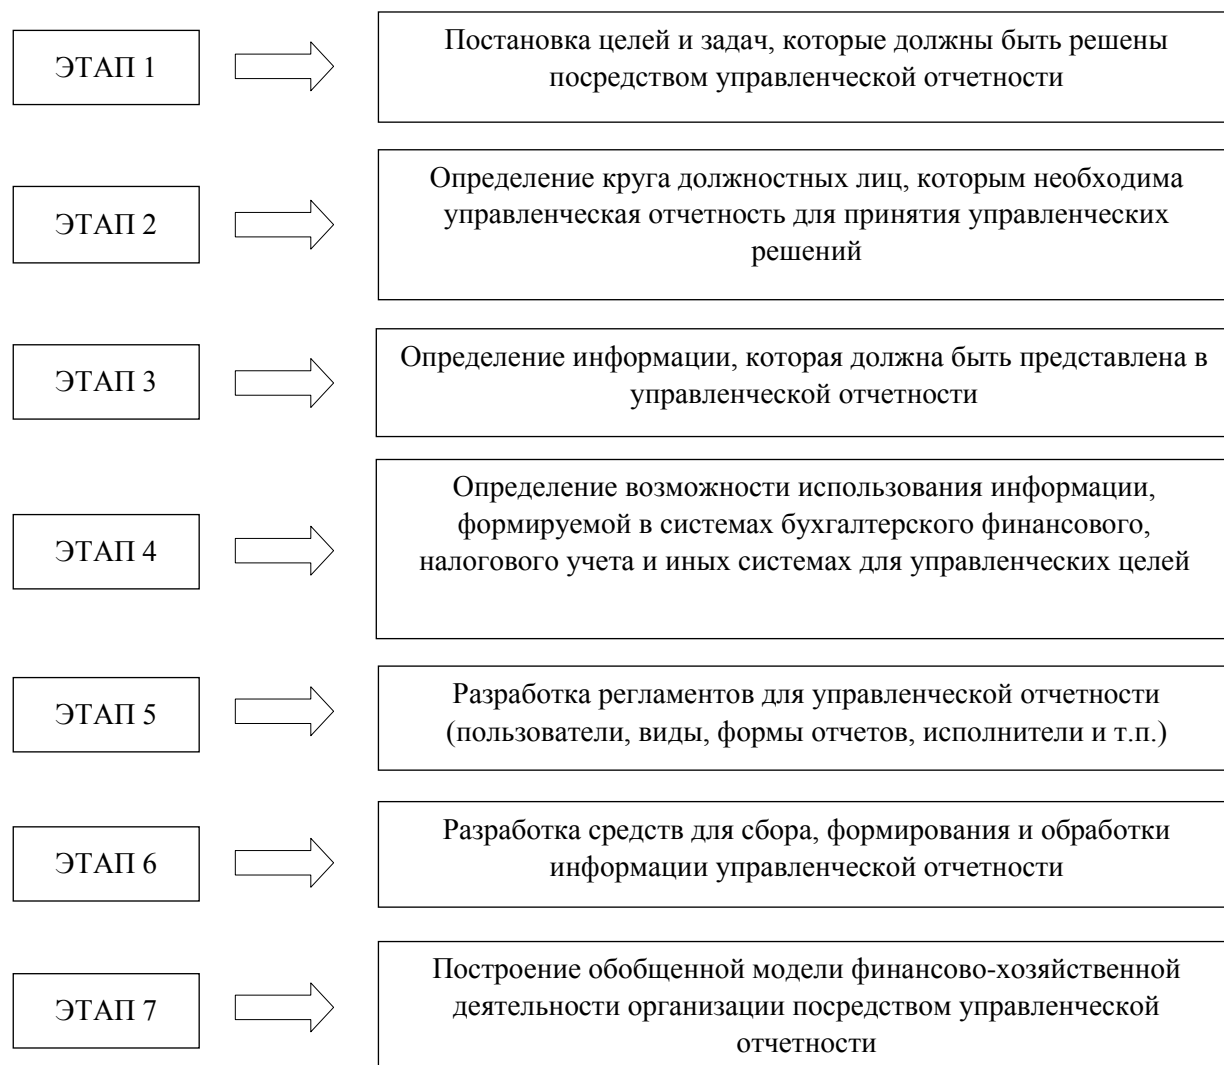 ЭТАП 1
Постановка целей и задач, которые должны быть решены
посредством управленческой отчетности
ЭТАП 2
Определение круга должностных лиц, которым необходима
управленческая отчетность для принятия управленческих
решений
ЭТАП 3
Определение информации, которая должна быть представлена в
управленческой отчетности
ЭТАП 4
Определение возможности использования информации,
формируемой в системах бухгалтерского финансового,
налогового учета и иных системах для управленческих целей
ЭТАП 5
Разработка регламентов для управленческой отчетности
(пользователи, виды, формы отчетов, исполнители и т.п.)
ЭТАП 6
Разработка средств для сбора, формирования и обработки
информации управленческой отчетности
ЭТАП 7
Построение обобщенной модели финансово-хозяйственной
деятельности организации посредством управленческой
отчетности